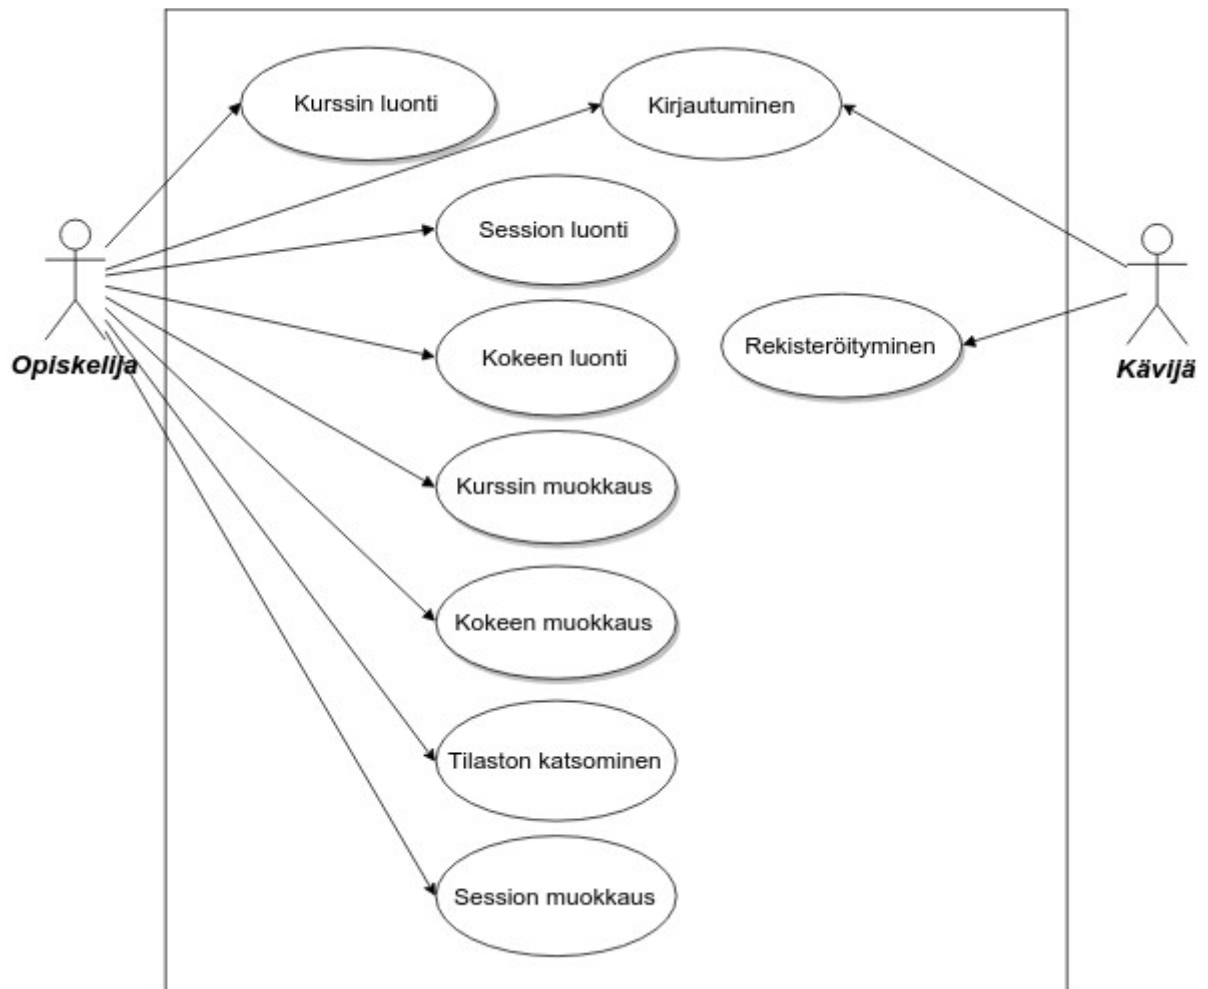 Kurssin luonti
Kirjautuminen
Session luonti
Rekisteröityminen
Kokeen luonti
Opiskelija
Kävijä
Kurssin muokkaus
Kokeen muokkaus
Tilaston katsominen
Session muokkaus